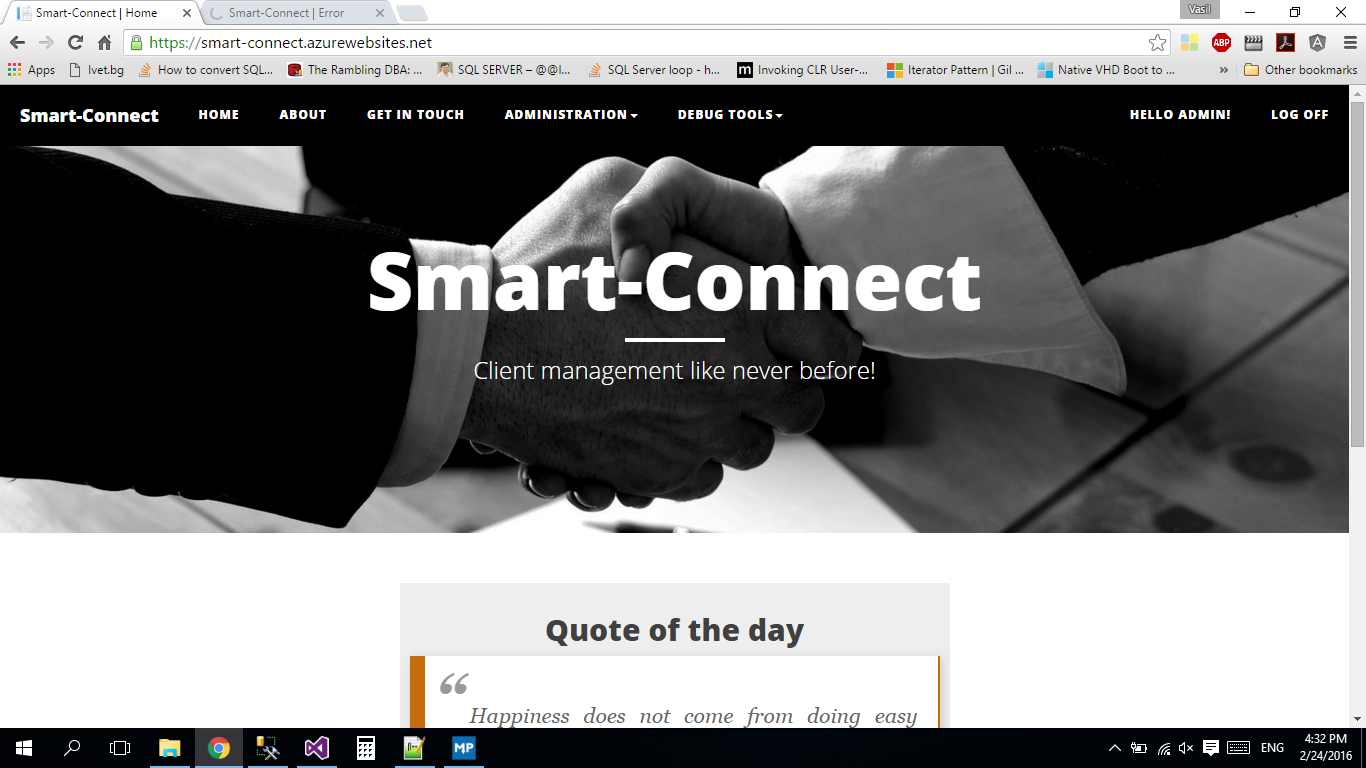 Smart-Connect | Home
Smart-Connect | Error
Vasil
https://smart-connect.azurewebsites.net
ABP
Apps
lvet.bg
How to convert SQL...
The Rambling DBA: ...
SQL SERVER – @@I...
SQL Server loop - h...
m
Invoking CLR User-...
Iterator Pattern | Gil ...
Native VHD Boot to ...
»
Other bookmarks
Smart-Connect
HOME
ABOUT
GET IN TOUCH
ADMINISTRATION
DEBUG TOOLS
HELLO ADMIN!
LOG OFF
Smart-Connect
Client management like never before!
Quote of the day
“
Happiness does not come from doing easy
MP
ENG
4:32 PM
2/24/2016